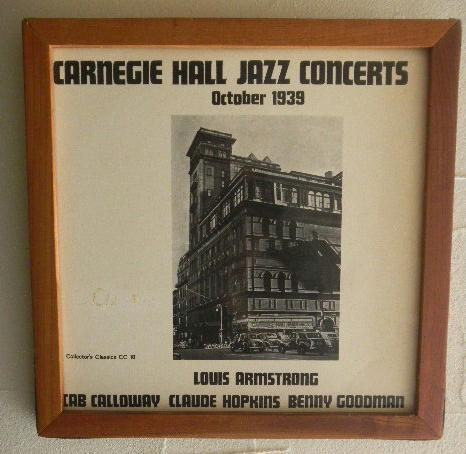 CARNEGIE HALL JAZZ CONCERTS
October 1939
Collector's Classics CC 18
LOUIS ARMSTRONG
CAB CALLOWAY CLAUDE HOPKINS BENNY GOODMAN